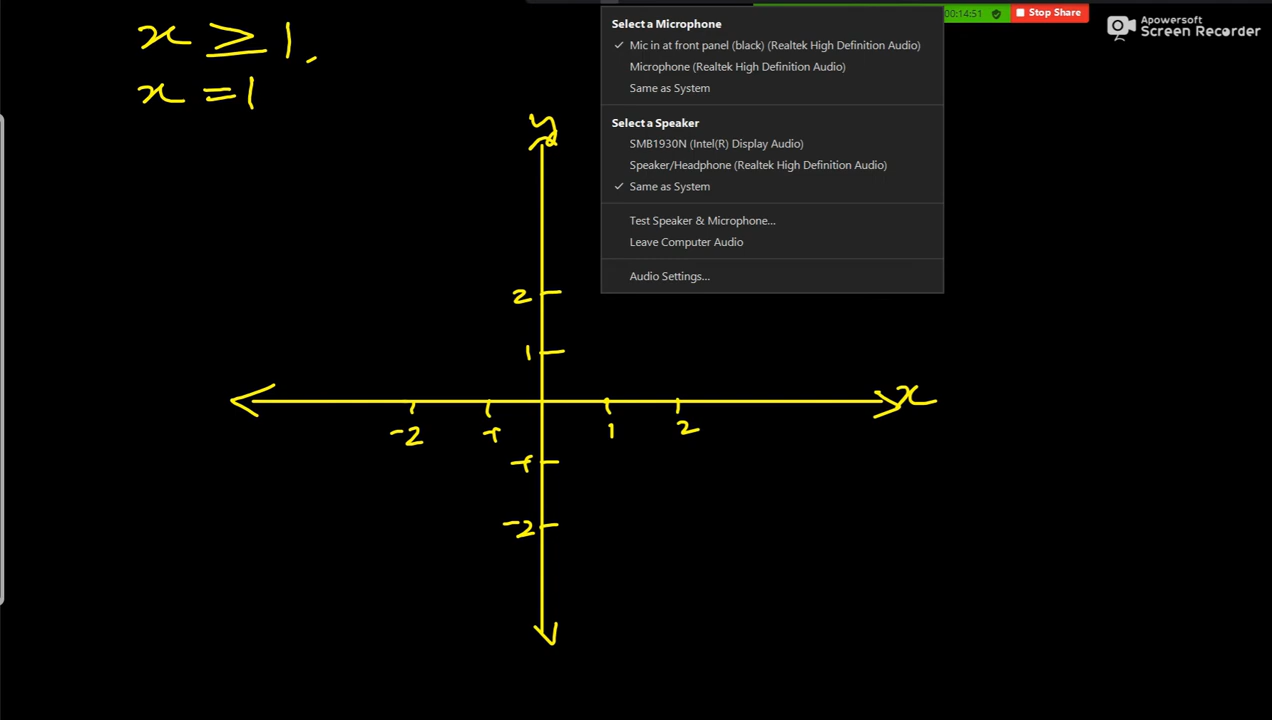 x ≥ 1.
x = 1
Select a Microphone
✓ Mic in at front panel (black) (Realtek High Definition Audio)
Microphone (Realtek High Definition Audio)
Same as System
Select a Speaker
SMB1930N (Intel(R) Display Audio)
Speaker/Headphone (Realtek High Definition Audio)
✓ Same as System
Test Speaker & Microphone...
Leave Computer Audio
Audio Settings...
00:14:51
Stop Share
Apowersoft
Screen Recorder
y
2
1
x
-2 -1 1 2
-1
-2